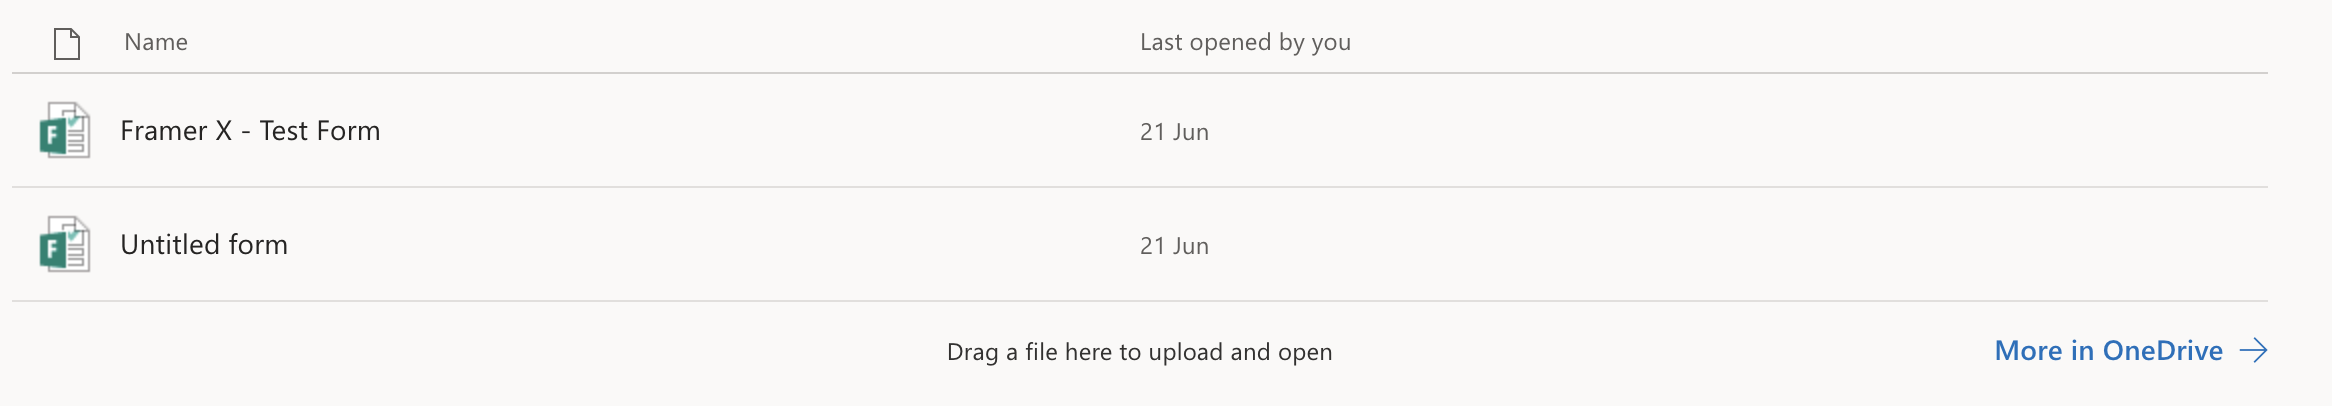 Name Last opened by you
F Framer X - Test Form 21 Jun
F Untitled form 21 Jun
Drag a file here to upload and open More in OneDrive →